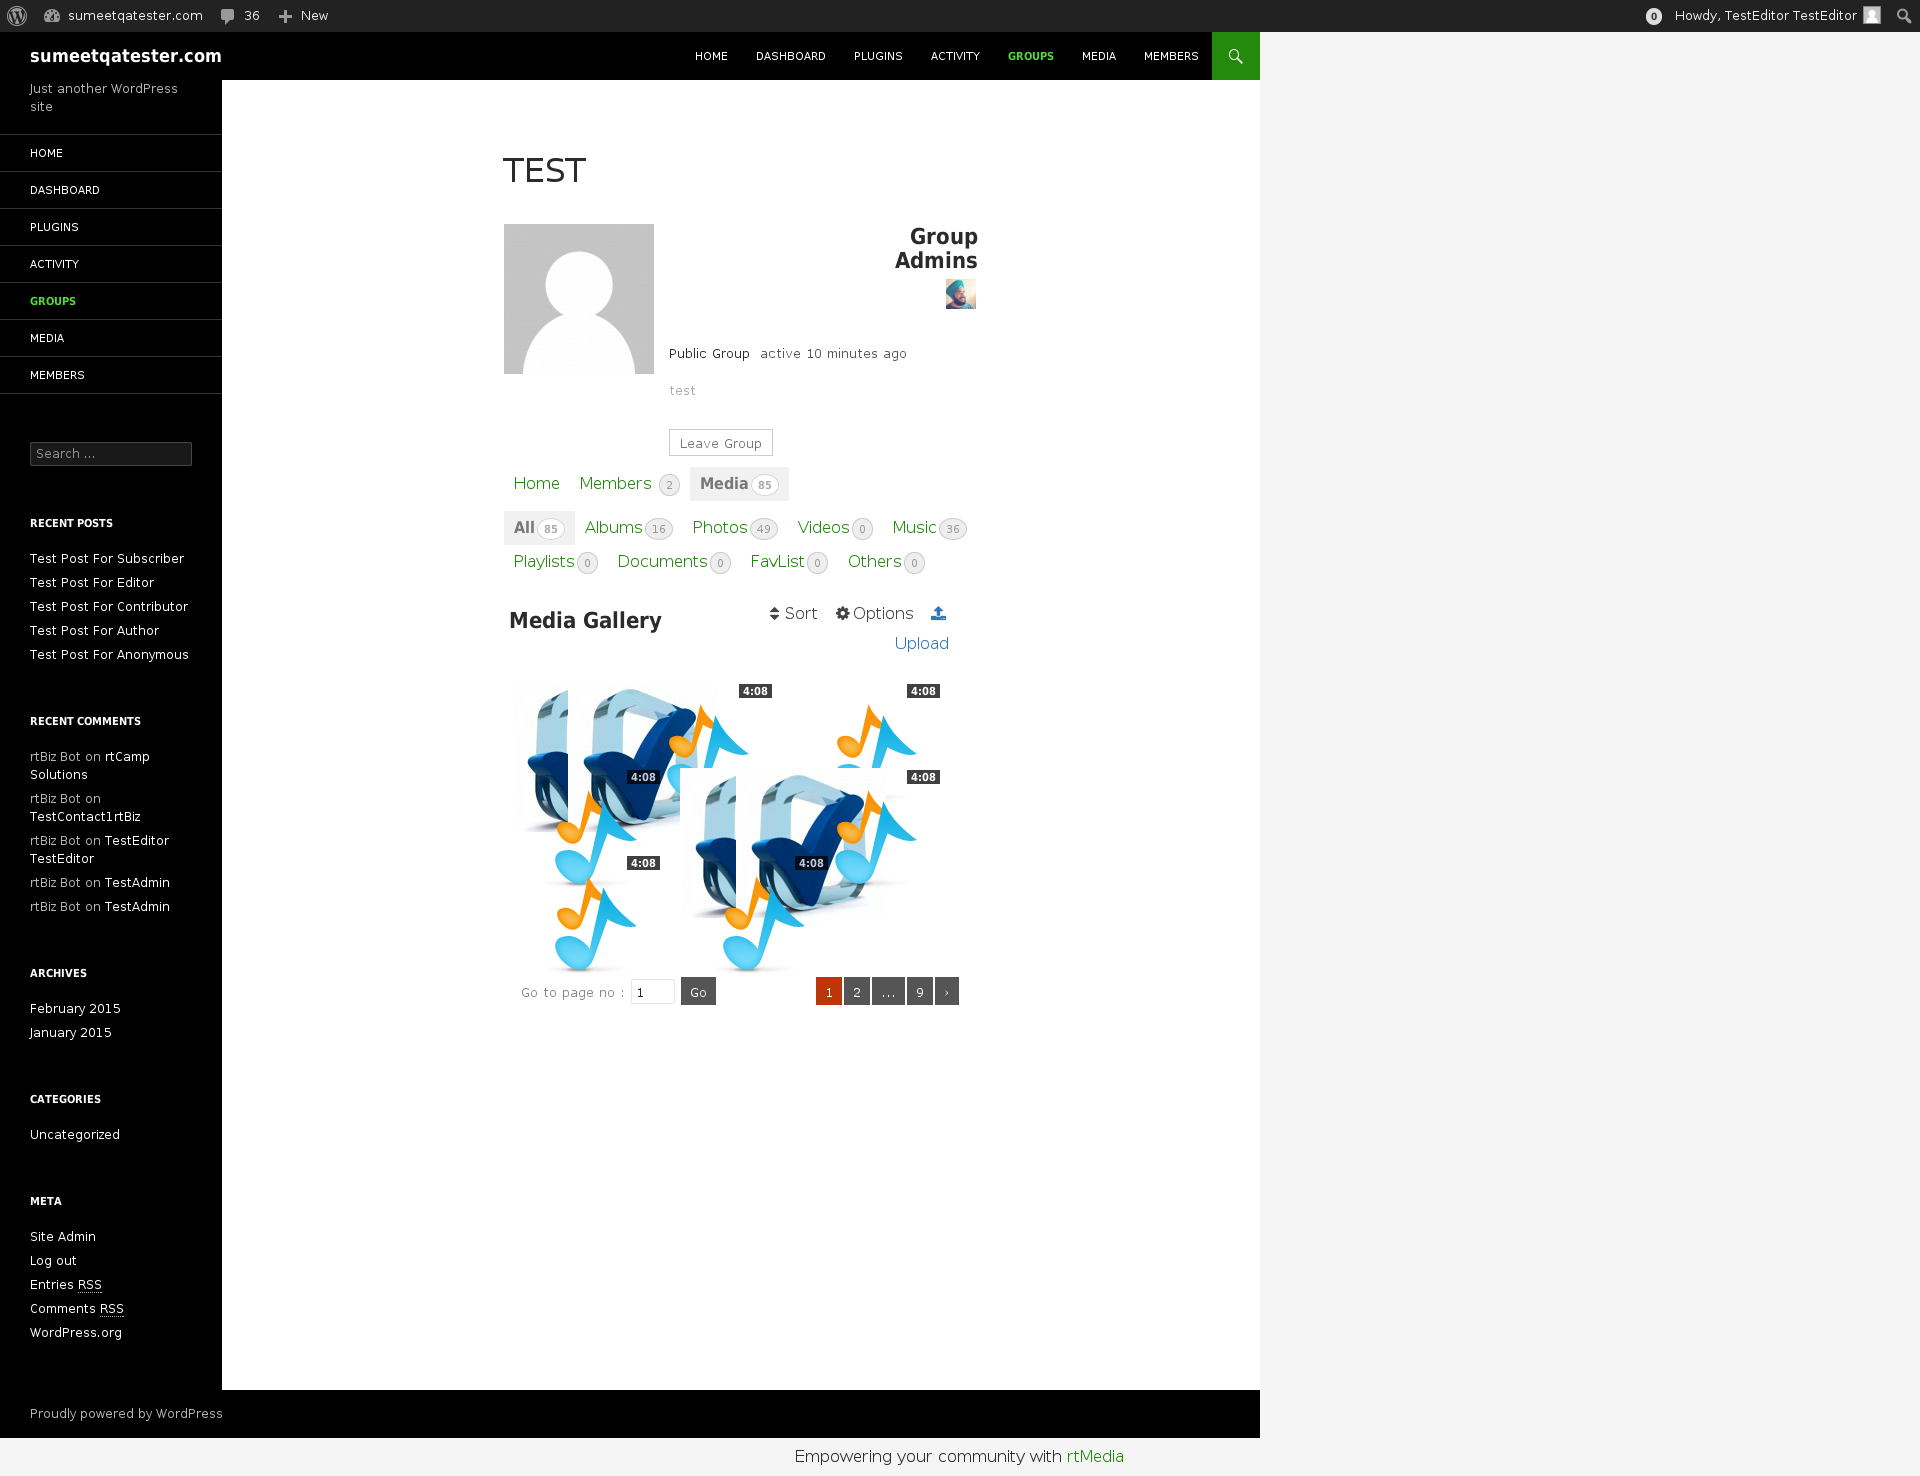 sumeetqatester.com 36 New 0 Howdy, TestEditor TestEditor
sumeetqatester.com
HOME DASHBOARD PLUGINS ACTIVITY GROUPS MEDIA MEMBERS
Just another WordPress
site
HOME
DASHBOARD
PLUGINS
ACTIVITY
GROUPS
MEDIA
MEMBERS
Search ...
RECENT POSTS
Test Post For Subscriber
Test Post For Editor
Test Post For Contributor
Test Post For Author
Test Post For Anonymous
RECENT COMMENTS
rtBiz Bot on rtCamp
Solutions
rtBiz Bot on
TestContact1rtBiz
rtBiz Bot on TestEditor
TestEditor
rtBiz Bot on TestAdmin
rtBiz Bot on TestAdmin
ARCHIVES
February 2015
January 2015
CATEGORIES
Uncategorized
META
Site Admin
Log out
Entries RSS
Comments RSS
WordPress.org
TEST
Group
Admins
Public Group active 10 minutes ago
test
Leave Group
Home Members 2 Media 85
All 85 Albums 16 Photos 49 Videos 0 Music 36
Playlists 0 Documents 0 FavList 0 Others 0
Media Gallery Sort Options
Upload
4:08 4:08
4:08 4:08
4:08 4:08
Go to page no : 1 Go 1 2 ... 9 ›
Proudly powered by WordPress
Empowering your community with rtMedia